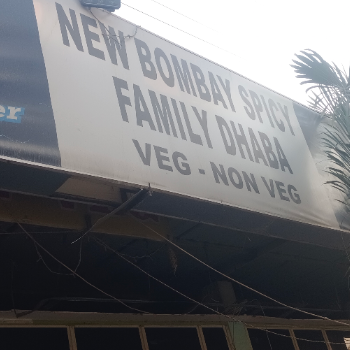 NEW BOMBAY SPICY
FAMILY DHABA
VEG - NON VEG